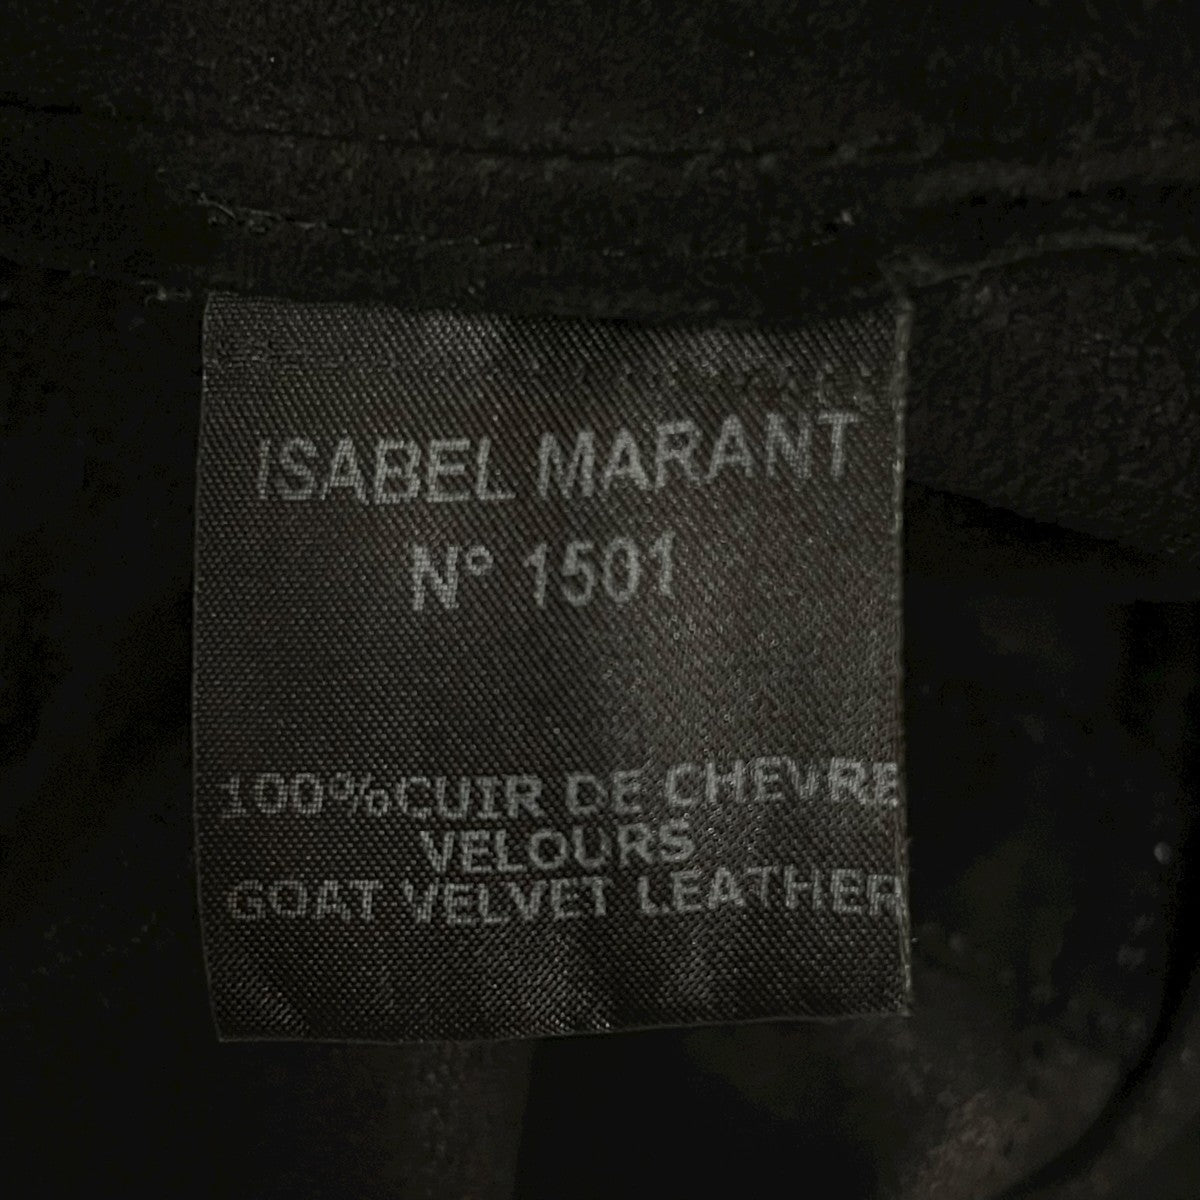 ISABEL MARANT
N° 1501
100%CUIR DE CHEVRE
VELOURS
GOAT VELVET LEATHER